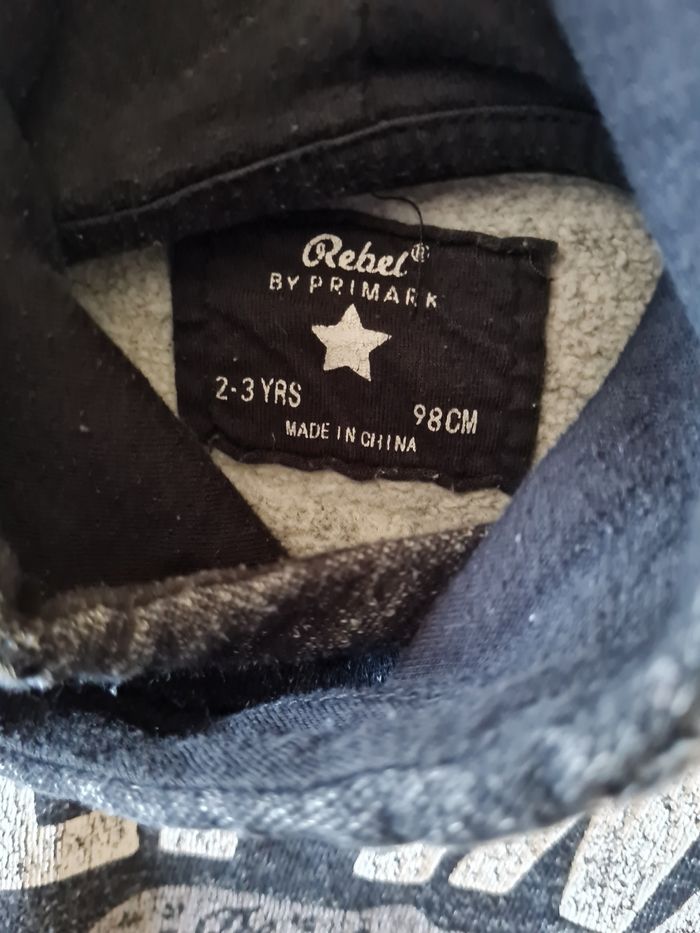 Rebel®
BY PRIMARK
2-3 YRS
98CM
MADE IN CHINA